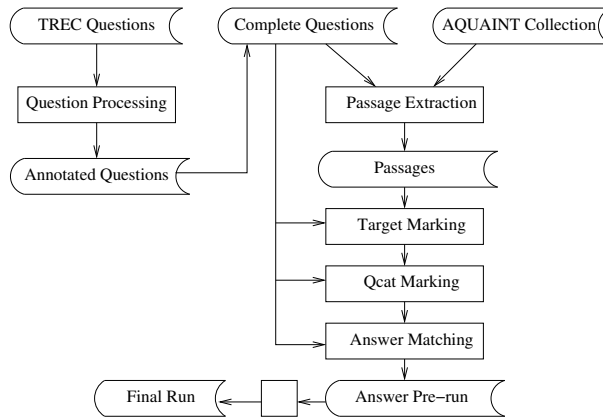 TREC Questions
Complete Questions
AQUAINT Collection
Question Processing
Passage Extraction
Annotated Questions
Passages
Target Marking
Qcat Marking
Answer Matching
Final Run
Answer Pre−run